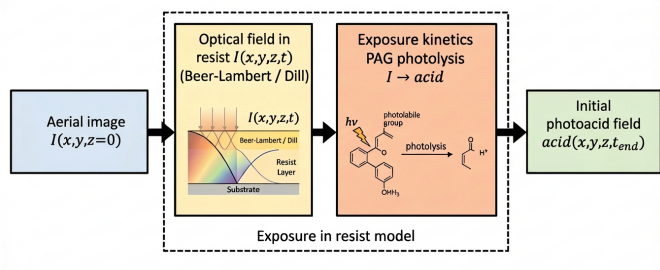 Aerial image
I(x,y,z=0)
Optical field in
resist I(x,y,z,t)
(Beer-Lambert / Dill)
I(x,y,z,t)
Beer-Lambert / Dill
Resist
Layer
Substrate
Exposure kinetics
PAG photolysis
I → acid
hν
photolabile
group
O
photolysis
O
H⁺
OHH₃
Initial
photoacid field
acid(x,y,z,t_end)
Exposure in resist model